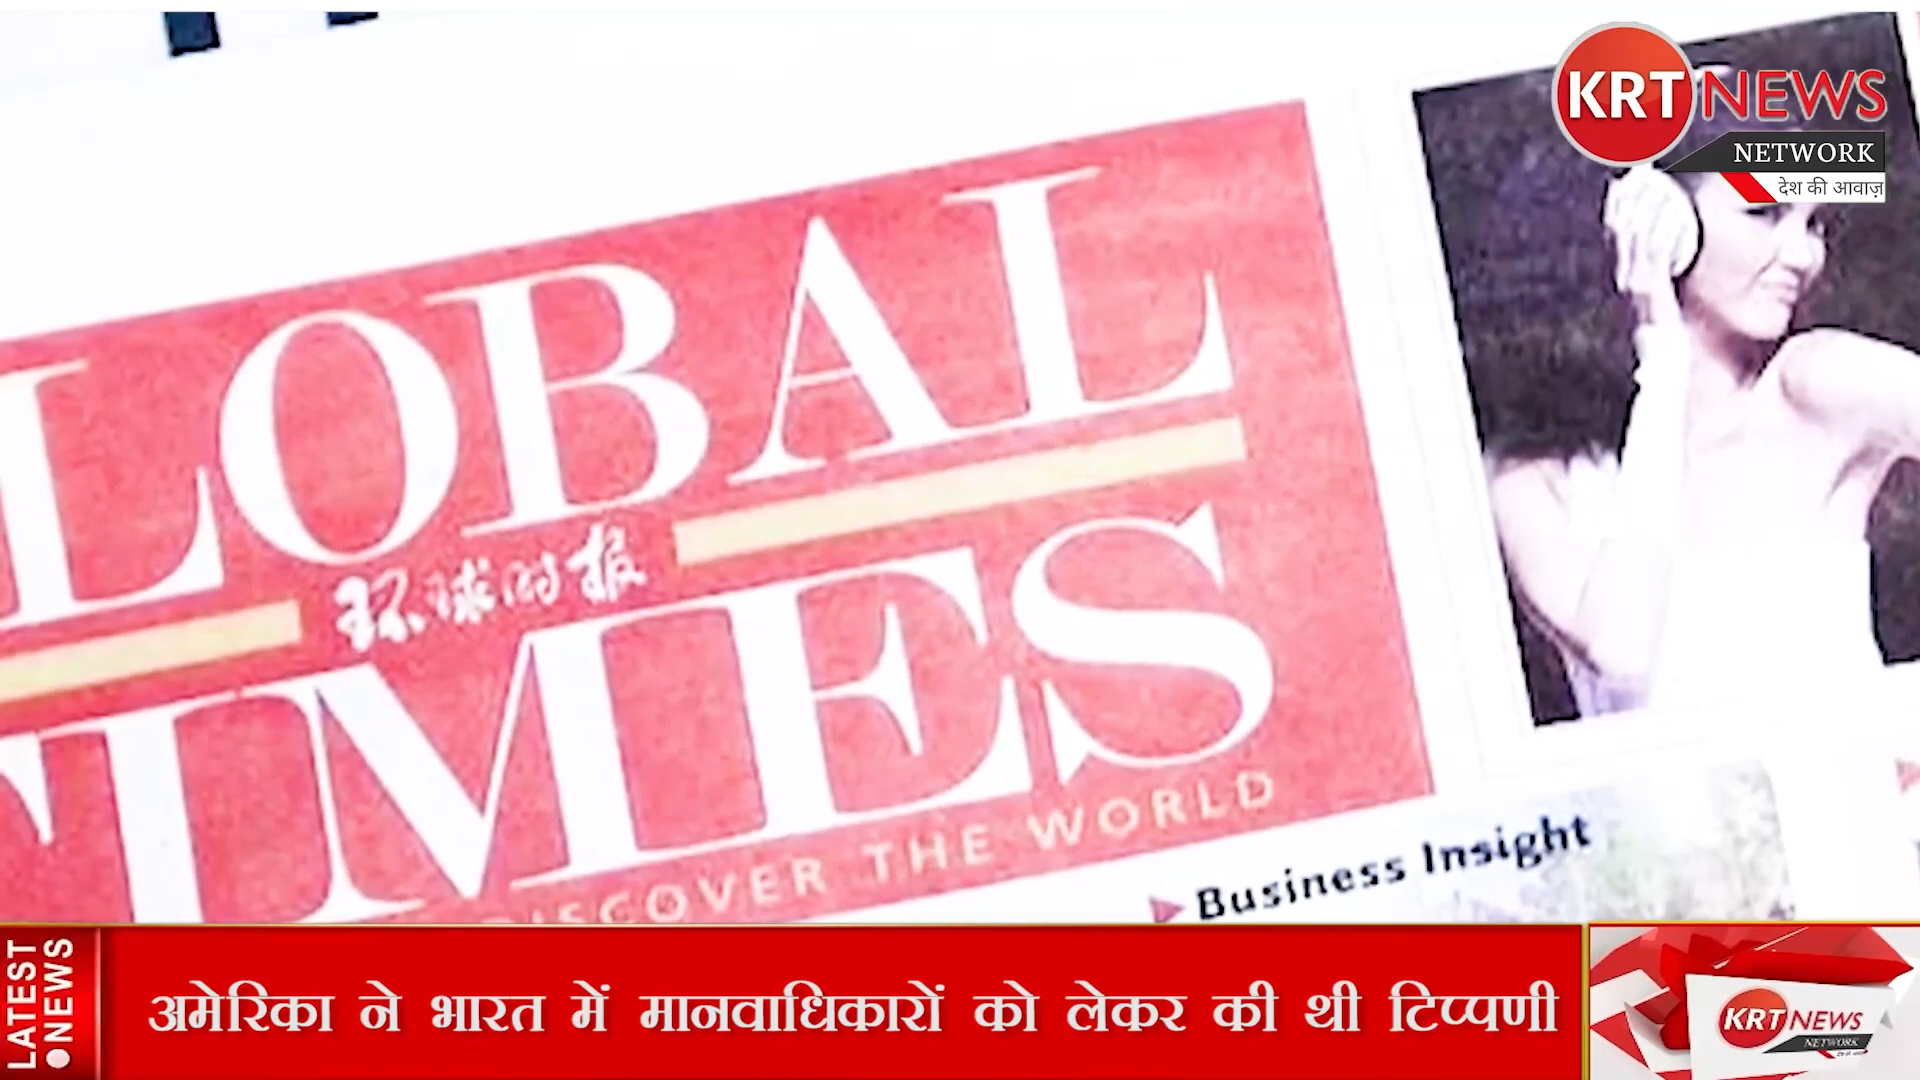 KRT NEWS
NETWORK
देश की आवाज़
LOBAL
环球时报
TIMES
DISCOVER THE WORLD
Business Insight
LATEST
NEWS
अमेरिका ने भारत में मानवाधिकारों को लेकर की थी टिप्पणी
KRT NEWS
NETWORK